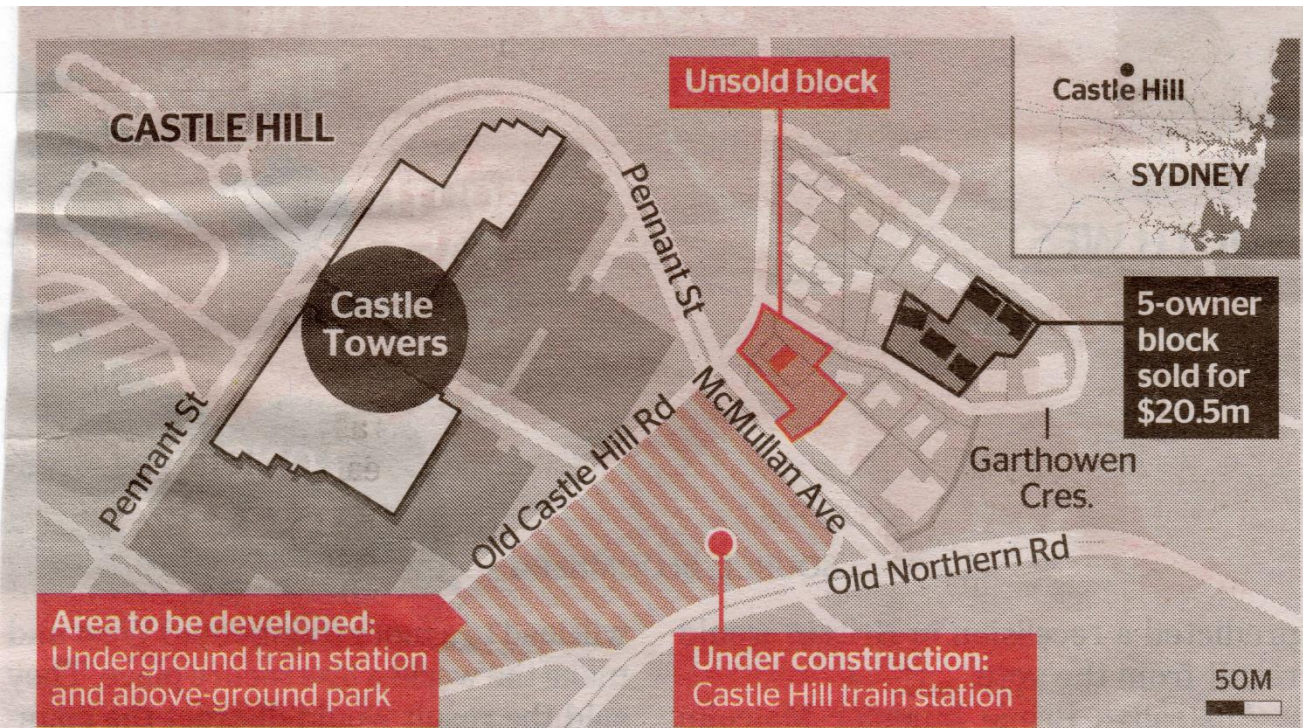 CASTLE HILL
Unsold block
Castle Hill
SYDNEY
Pennant St
Castle
Towers
5-owner
block
sold for
$20.5m
Pennant St
Old Castle Hill Rd
McMullan Ave
Garthowen
Cres.
Old Northern Rd
Area to be developed:
Underground train station
and above-ground park
Under construction:
Castle Hill train station
50M